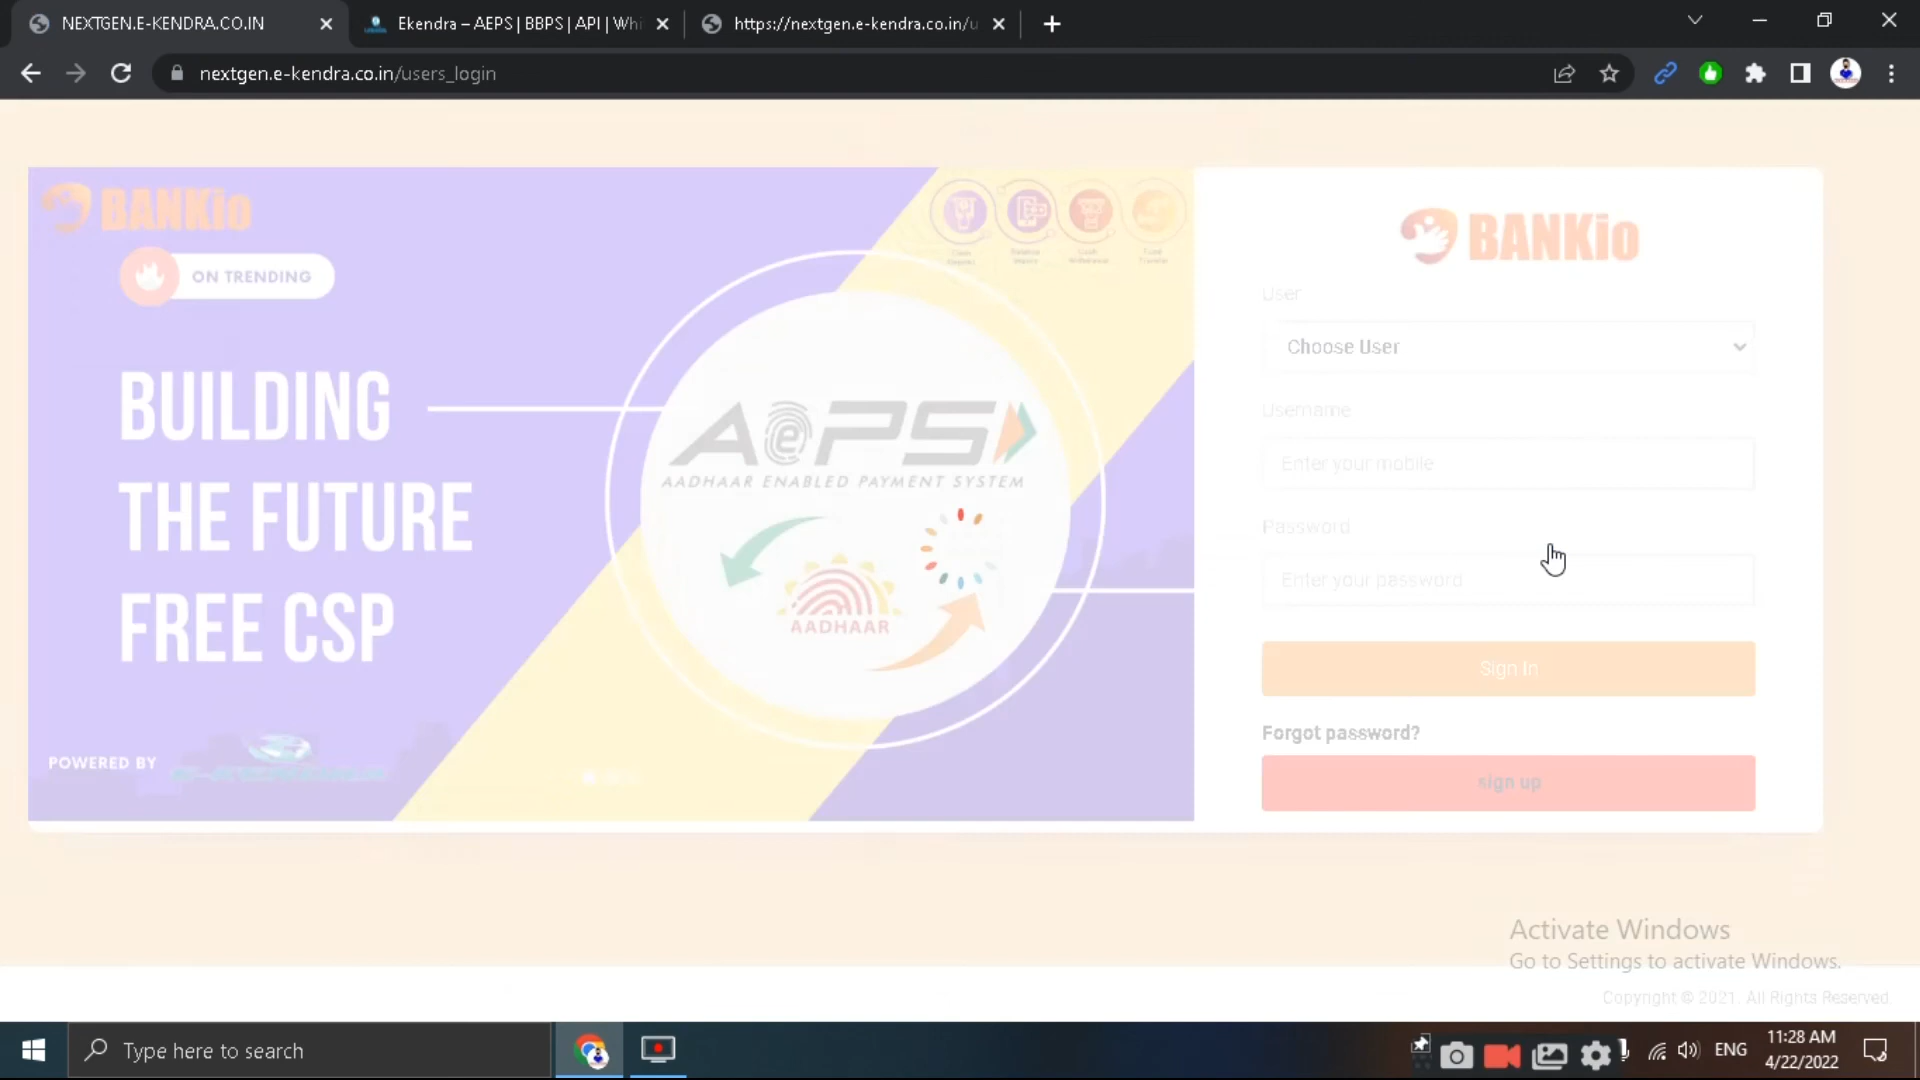 NEXTGEN.E-KENDRA.CO.IN
Ekendra – AEPS | BBPS | API | Whi
https://nextgen.e-kendra.co.in/u
nextgen.e-kendra.co.in/users_login
BANKio
ON TRENDING
BUILDING
THE FUTURE
FREE CSP
POWERED BY
AePS
AADHAAR ENABLED PAYMENT SYSTEM
AADHAAR
BANKio
User
Choose User
Username
Enter your mobile
Password
Enter your password
Sign In
Forgot password?
sign up
Activate Windows
Go to Settings to activate Windows.
Copyright © 2021. All Rights Reserved.
Type here to search
ENG
11:28 AM
4/22/2022